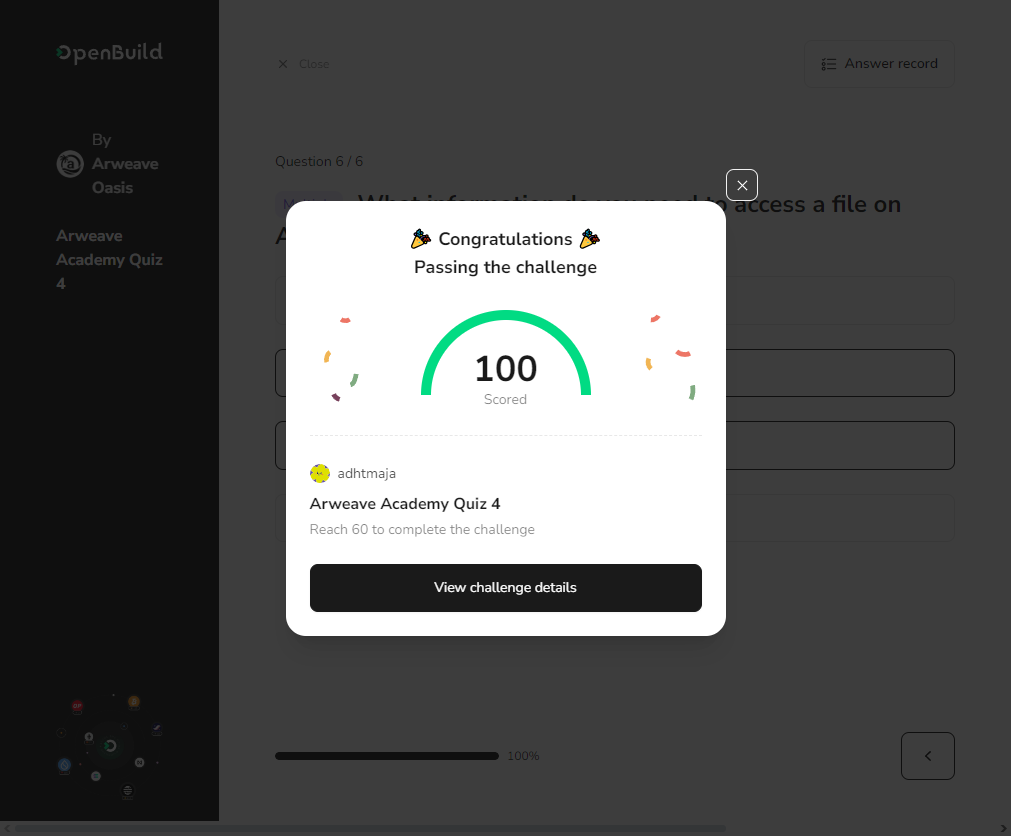 OpenBuild
By
Arweave
Oasis
Arweave
Academy Quiz
4
Close
Answer record
Question 6 / 6
What information do you need to access a file on
Congratulations
Passing the challenge
100
Scored
adhtmaja
Arweave Academy Quiz 4
Reach 60 to complete the challenge
View challenge details
100%